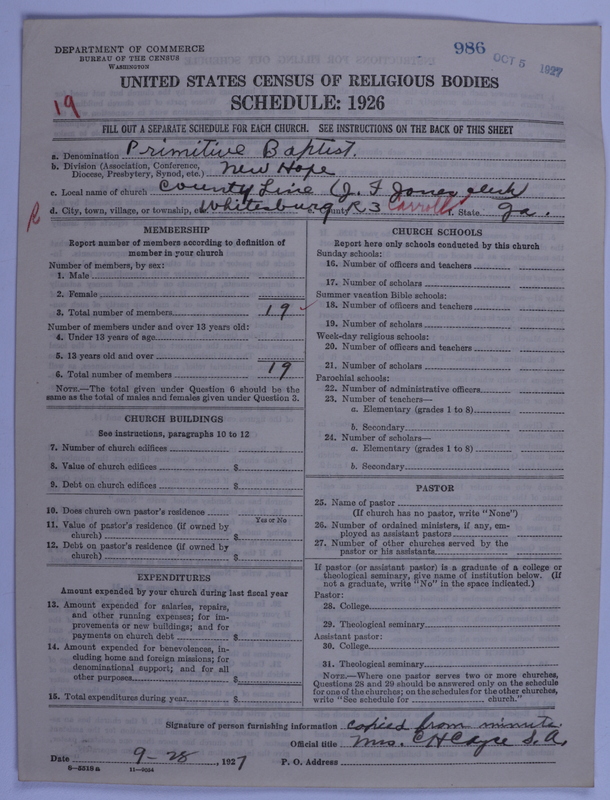 DEPARTMENT OF COMMERCE
BUREAU OF THE CENSUS
WASHINGTON
986
OCT 5 1927
UNITED STATES CENSUS OF RELIGIOUS BODIES
SCHEDULE: 1926
19
FILL OUT A SEPARATE SCHEDULE FOR EACH CHURCH. SEE INSTRUCTIONS ON THE BACK OF THIS SHEET
a. Denomination Primitive Baptist.
b. Division (Association, Conference, Diocese, Presbytery, Synod, etc.) New Hope
c. Local name of church County Line (J. F Jones, clerk
R d. City, town, village, or township, etc. Whitesburg R 3 e. County Carroll f. State Ga.
MEMBERSHIP
Report number of members according to definition of
member in your church
Number of members, by sex:
1. Male
2. Female
3. Total number of members 19
Number of members under and over 13 years old:
4. Under 13 years of age
5. 13 years old and over
6. Total number of members 19
NOTE.—The total given under Question 6 should be the
same as the total of males and females given under Question 3.
CHURCH BUILDINGS
See instructions, paragraphs 10 to 12
7. Number of church edifices
8. Value of church edifices $
9. Debt on church edifices $
10. Does church own pastor's residence
Yes or No
11. Value of pastor's residence (if owned by
church) $
12. Debt on pastor's residence (if owned by
church) $
EXPENDITURES
Amount expended by your church during last fiscal year
13. Amount expended for salaries, repairs,
and other running expenses; for im-
provements or new buildings; and for
payments on church debt $
14. Amount expended for benevolences, in-
cluding home and foreign missions; for
denominational support; and for all
other purposes $
15. Total expenditures during year $
CHURCH SCHOOLS
Report here only schools conducted by this church
Sunday schools:
16. Number of officers and teachers
17. Number of scholars
Summer vacation Bible schools:
18. Number of officers and teachers
19. Number of scholars
Week-day religious schools:
20. Number of officers and teachers
21. Number of scholars
Parochial schools:
22. Number of administrative officers
23. Number of teachers—
a. Elementary (grades 1 to 8)
b. Secondary
24. Number of scholars—
a. Elementary (grades 1 to 8)
b. Secondary
PASTOR
25. Name of pastor
(If church has no pastor, write "None")
26. Number of ordained ministers, if any, em-
ployed as assistant pastors
27. Number of other churches served by the
pastor or his assistants
If pastor (or assistant pastor) is a graduate of a college or
theological seminary, give name of institution below. (If
not a graduate, write "No" in the space indicated.)
Pastor:
28. College
29. Theological seminary
Assistant pastor:
30. College
31. Theological seminary
NOTE.—Where one pastor serves two or more churches,
Questions 28 and 29 should be answered only on the schedule
for one of the churches; on the schedules for the other churches,
write "See schedule for church."
Signature of person furnishing information copied from minute
Official title Mrs. C H Cayce S. A.
Date 9-28, 1927 P. O. Address
6-5519 a 11-9054